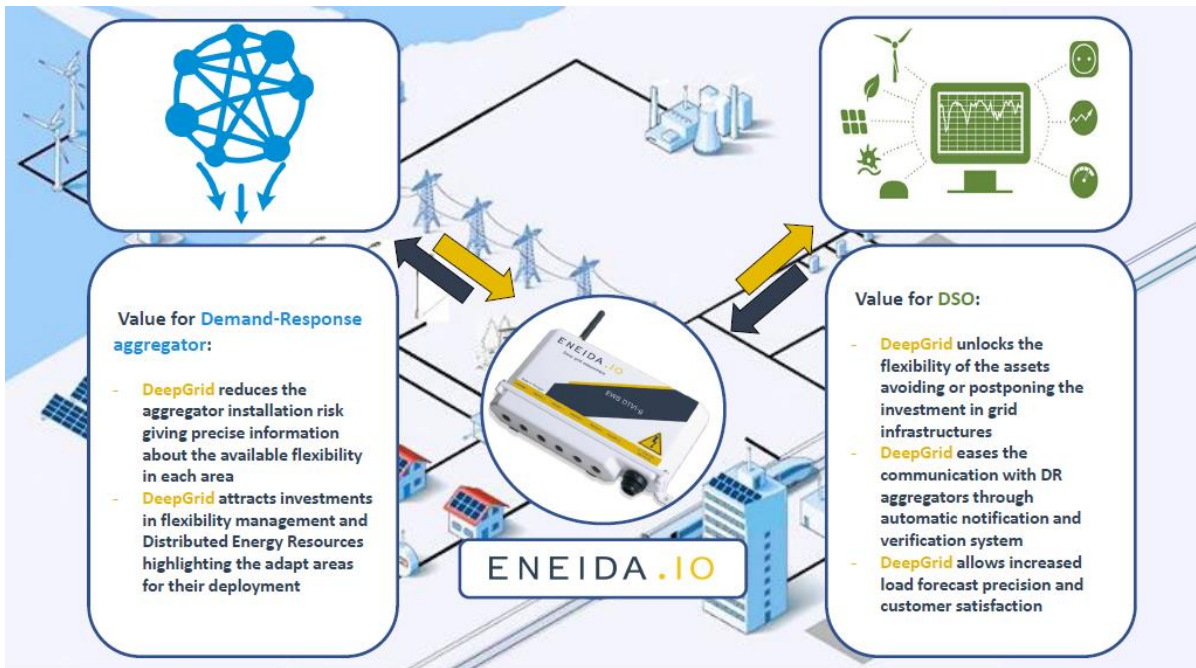 Value for Demand-Response
aggregator:
- DeepGrid reduces the
aggregator installation risk
giving precise information
about the available flexibility
in each area
- DeepGrid attracts investments
in flexibility management and
Distributed Energy Resources
highlighting the adapt areas
for their deployment
ENEIDA.IO
EWS DTVI-g
ENEIDA.IO
Value for DSO:
- DeepGrid unlocks the
flexibility of the assets
avoiding or postponing the
investment in grid
infrastructures
- DeepGrid eases the
communication with DR
aggregators through
automatic notification and
verification system
- DeepGrid allows increased
load forecast precision and
customer satisfaction